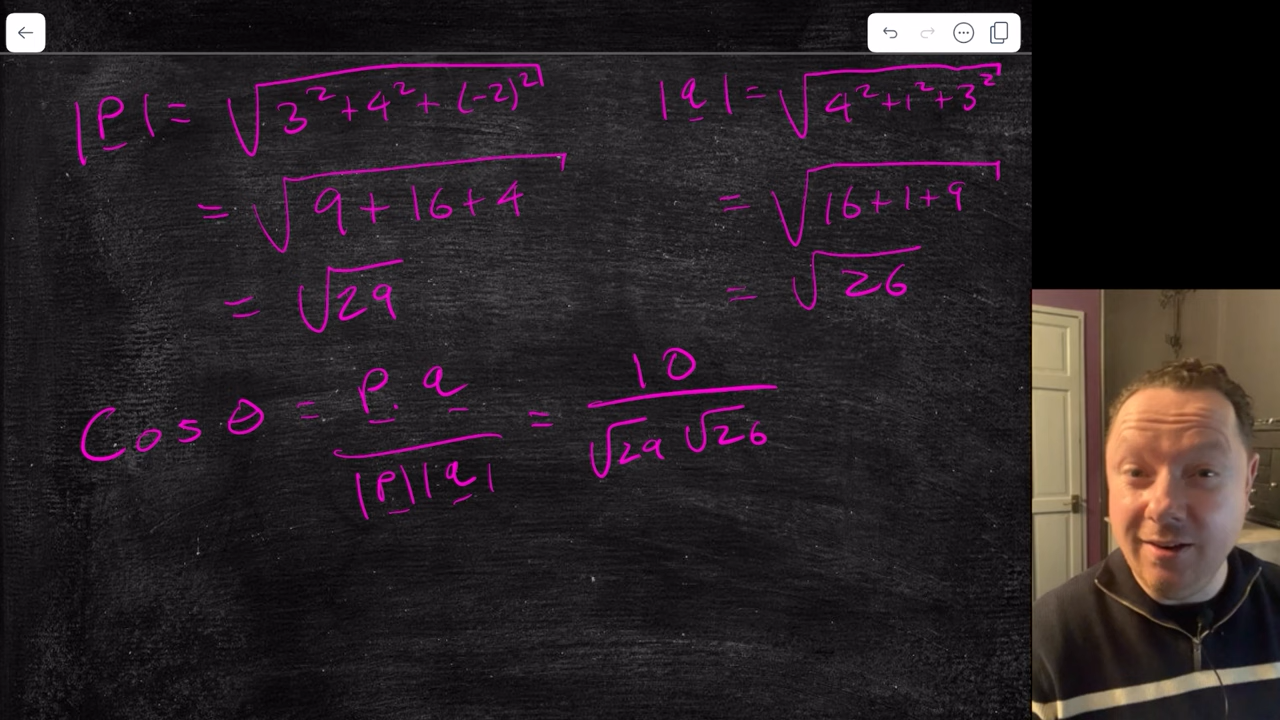 |p| = √(3² + 4² + (-2)²)
= √(9 + 16 + 4)
= √29
|q| = √(4² + 1² + 3²)
= √(16 + 1 + 9)
= √26
Cos θ = p . q / |p||q| = 10 / √29 √26